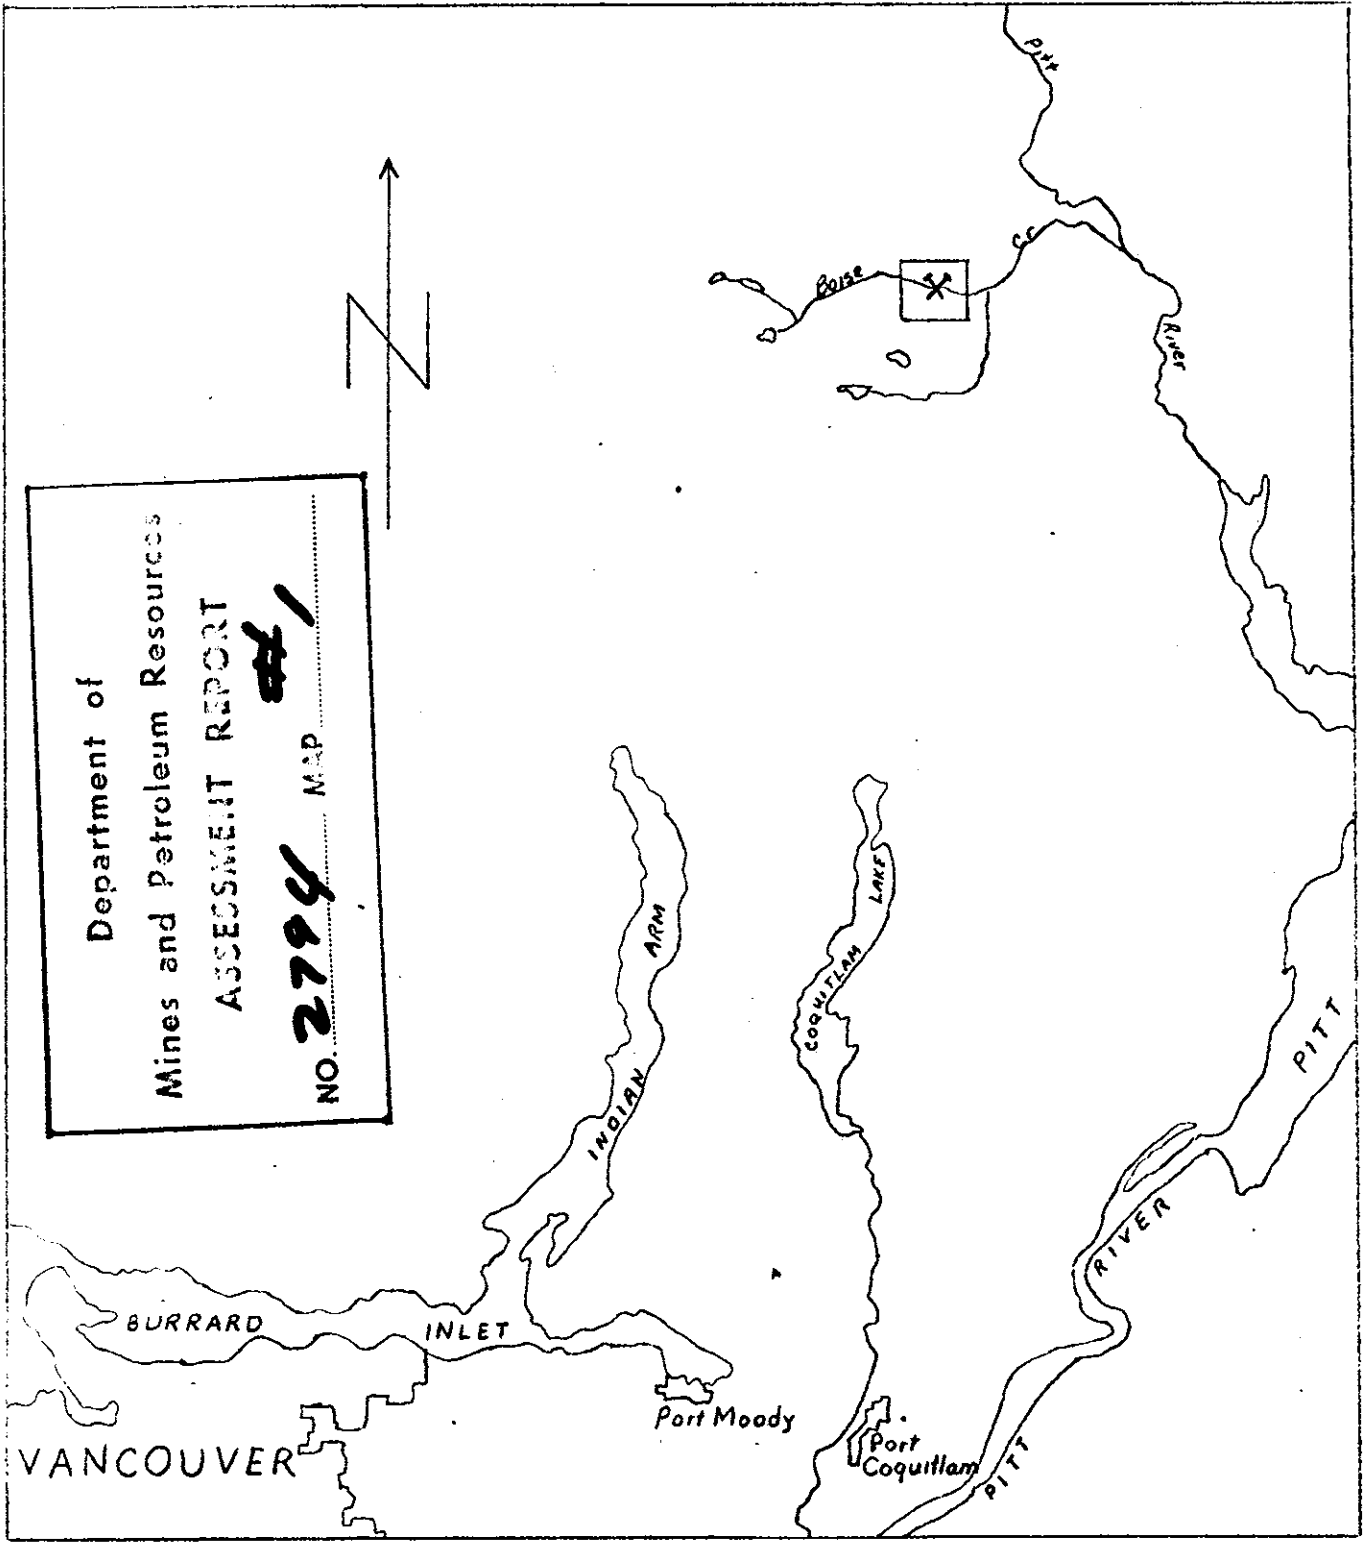 Pitt
Boise
Cr.
River
Department of
Mines and Petroleum Resources
ASSESSMENT REPORT
NO. 2794 MAP #1
INDIAN ARM
COQUITLAM LAKE
PITT
RIVER
BURRARD INLET
Port Moody
VANCOUVER
Port
Coquitlam
PITT